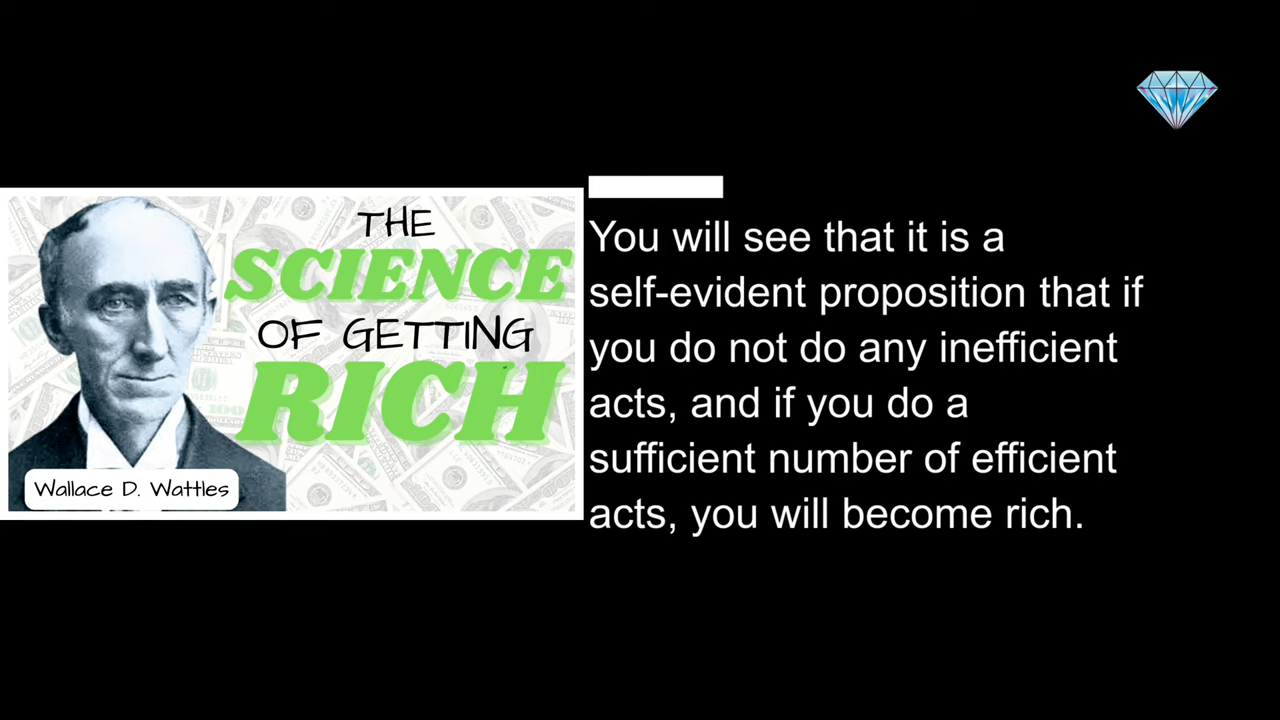 THE
SCIENCE
OF GETTING
RICH
Wallace D. Wattles
You will see that it is a
self-evident proposition that if
you do not do any inefficient
acts, and if you do a
sufficient number of efficient
acts, you will become rich.